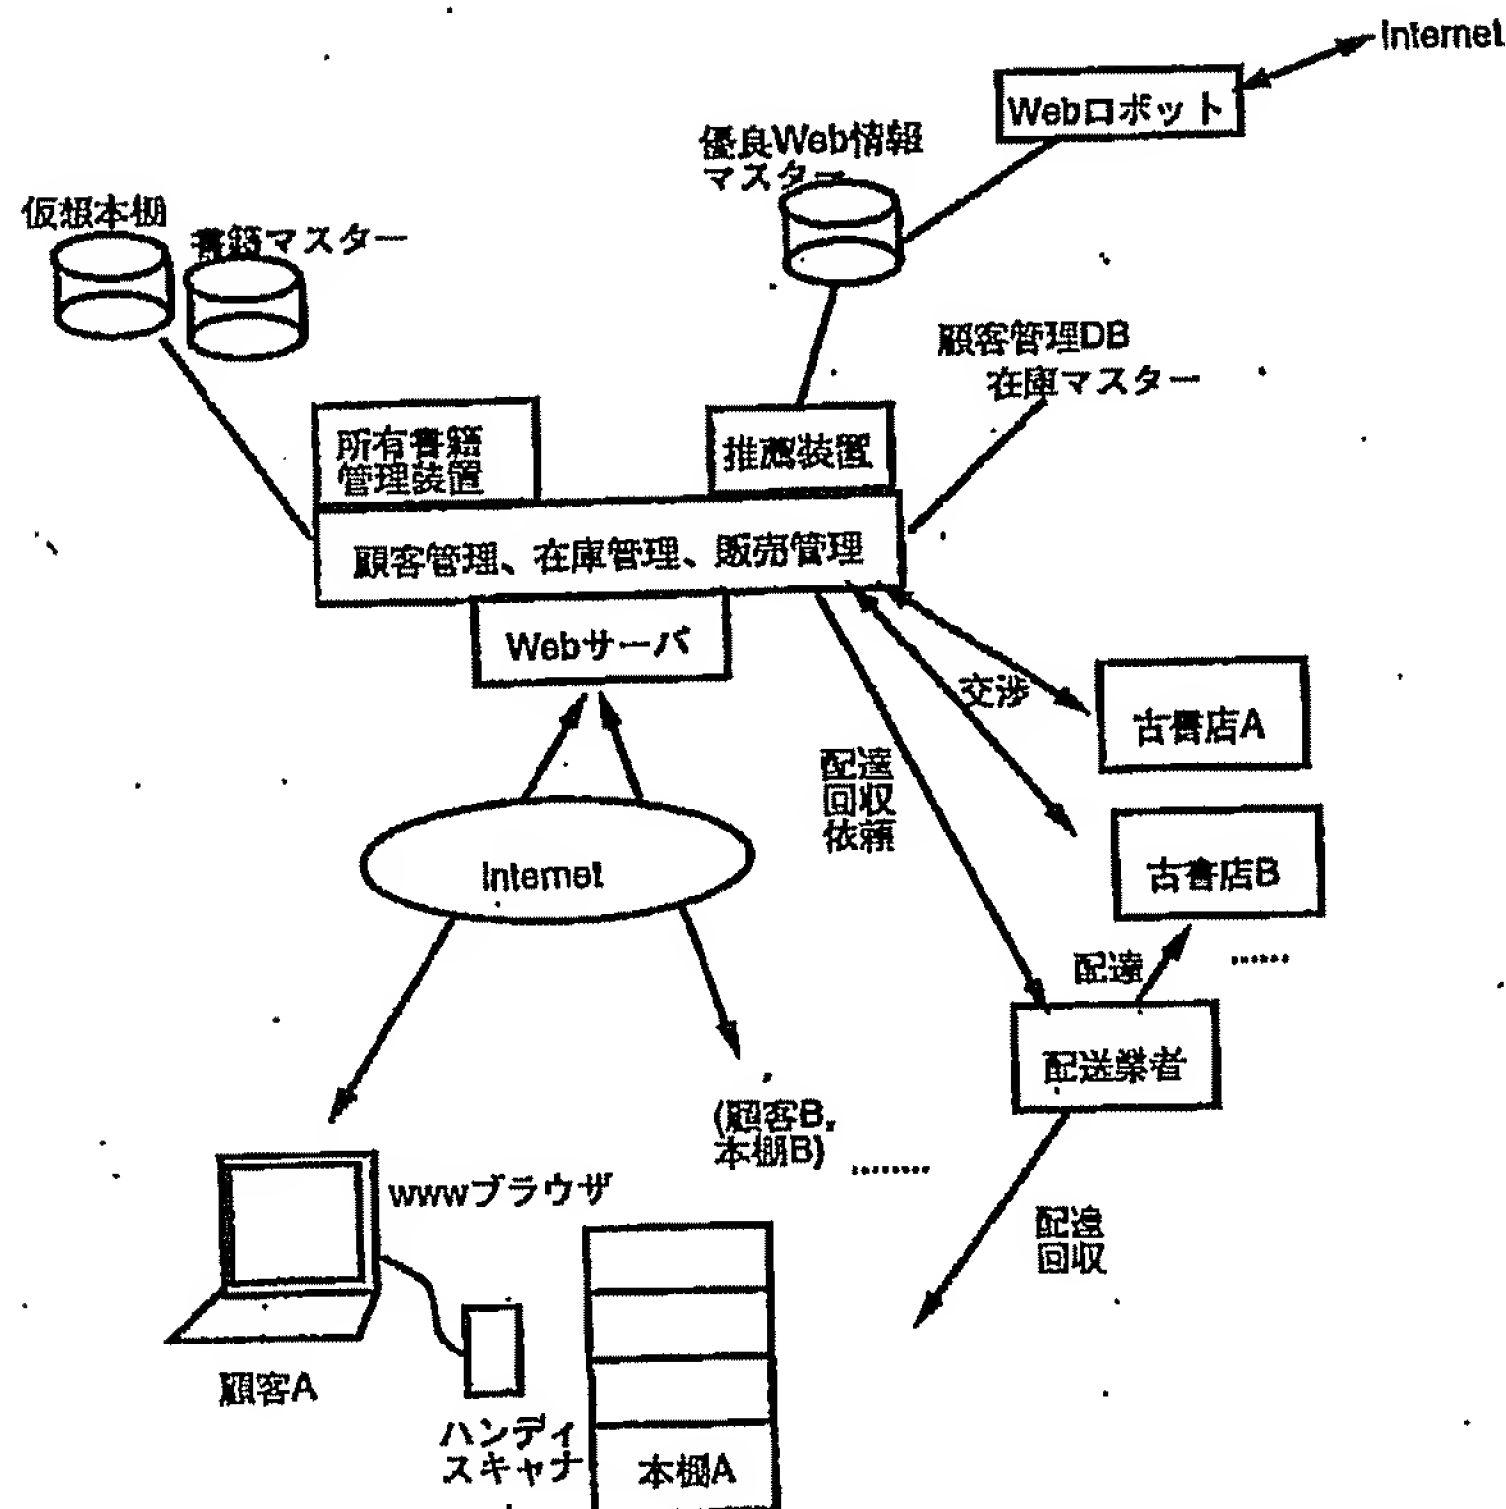 Internet
Webロボット
優良Web情報
マスター
仮想本棚
書籍マスター
顧客管理DB
在庫マスター
所有書籍
管理装置
推薦装置
顧客管理、在庫管理、販売管理
Webサーバ
交渉
古書店A
配達
回収
依頼
Internet
古書店B
配達
......
配送業者
(顧客B,
本棚B)
........
wwwブラウザ
配達
回収
顧客A
ハンディ
スキャナ
本棚A